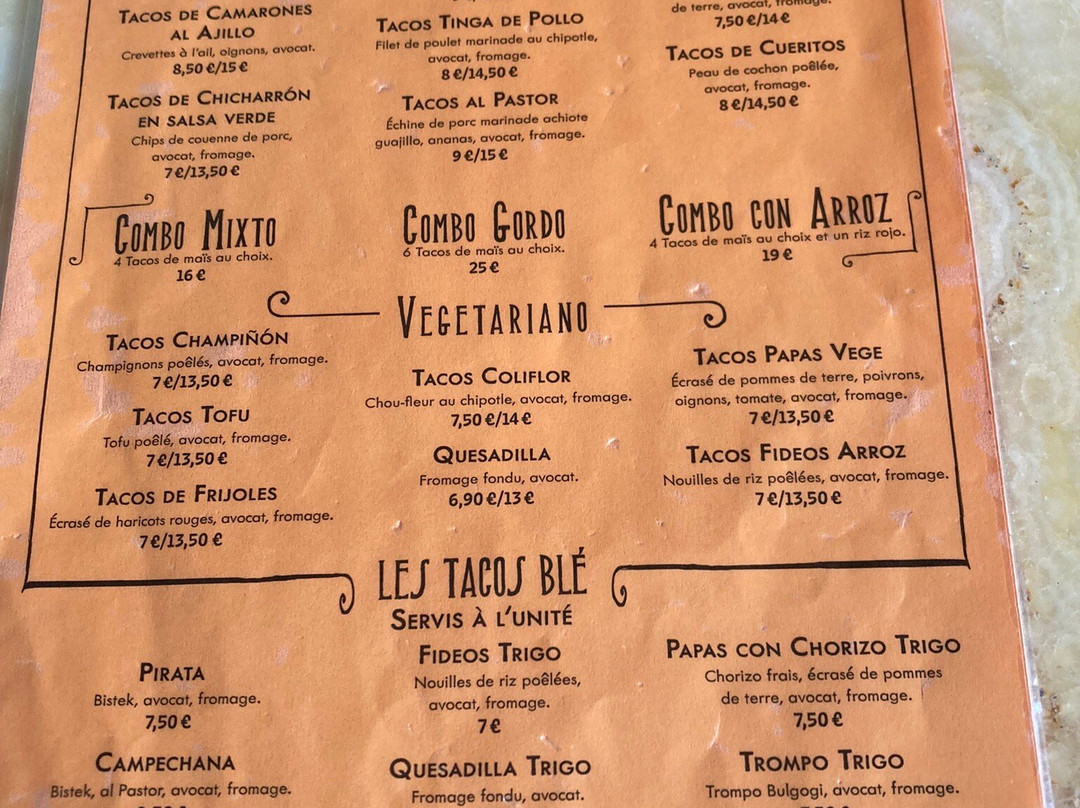 TACOS DE CAMARONES
AL AJILLO
Crevettes à l'ail, oignons, avocat.
8,50 €/15 €
TACOS DE CHICHARRÓN
EN SALSA VERDE
Chips de couenne de porc,
avocat, fromage.
7 €/13,50 €
TACOS TINGA DE POLLO
Filet de poulet marinade au chipotle,
avocat, fromage.
8 €/14,50 €
TACOS AL PASTOR
Échine de porc marinade achiote
guajillo, ananas, avocat, fromage.
9 €/15 €
de terre, avocat, fromage.
7,50 €/14 €
TACOS DE CUERITOS
Peau de cochon poêlée,
avocat, fromage.
8 €/14,50 €
COMBO MIXTO
4 Tacos de maïs au choix.
16 €
COMBO GORDO
6 Tacos de maïs au choix.
25 €
COMBO CON ARROZ
4 Tacos de maïs au choix et un riz rojo.
19 €
VEGETARIANO
TACOS CHAMPIÑÓN
Champignons poêlés, avocat, fromage.
7 €/13,50 €
TACOS TOFU
Tofu poêlé, avocat, fromage.
7 €/13,50 €
TACOS DE FRIJOLES
Écrasé de haricots rouges, avocat, fromage.
7 €/13,50 €
TACOS COLIFLOR
Chou-fleur au chipotle, avocat, fromage.
7,50 €/14 €
QUESADILLA
Fromage fondu, avocat.
6,90 €/13 €
TACOS PAPAS VEGE
Écrasé de pommes de terre, poivrons,
oignons, tomate, avocat, fromage.
7 €/13,50 €
TACOS FIDEOS ARROZ
Nouilles de riz poêlées, avocat, fromage.
7 €/13,50 €
LES TACOS BLÉ
SERVIS À L'UNITÉ
PIRATA
Bistek, avocat, fromage.
7,50 €
CAMPECHANA
Bistek, al Pastor, avocat, fromage.
FIDEOS TRIGO
Nouilles de riz poêlées,
avocat, fromage.
7 €
QUESADILLA TRIGO
Fromage fondu, avocat.
PAPAS CON CHORIZO TRIGO
Chorizo frais, écrasé de pommes
de terre, avocat, fromage.
7,50 €
TROMPO TRIGO
Trompo Bulgogi, avocat, fromage.